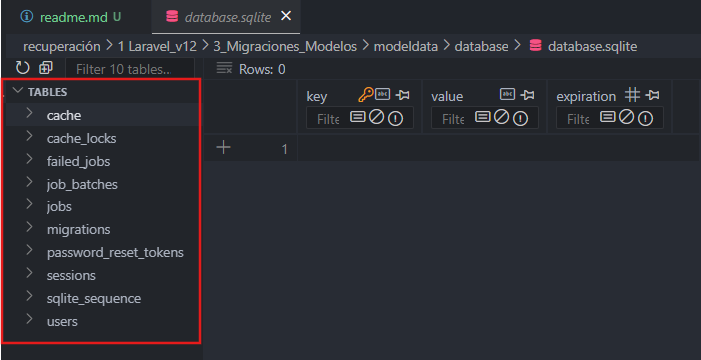 readme.md U database.sqlite
recuperación > 1 Laravel_v12 > 3_Migraciones_Modelos > modeldata > database > database.sqlite
Filter 10 tables... Rows: 0
TABLES
key value expiration
Filte Filte Filte
cache
1
cache_locks
failed_jobs
job_batches
jobs
migrations
password_reset_tokens
sessions
sqlite_sequence
users